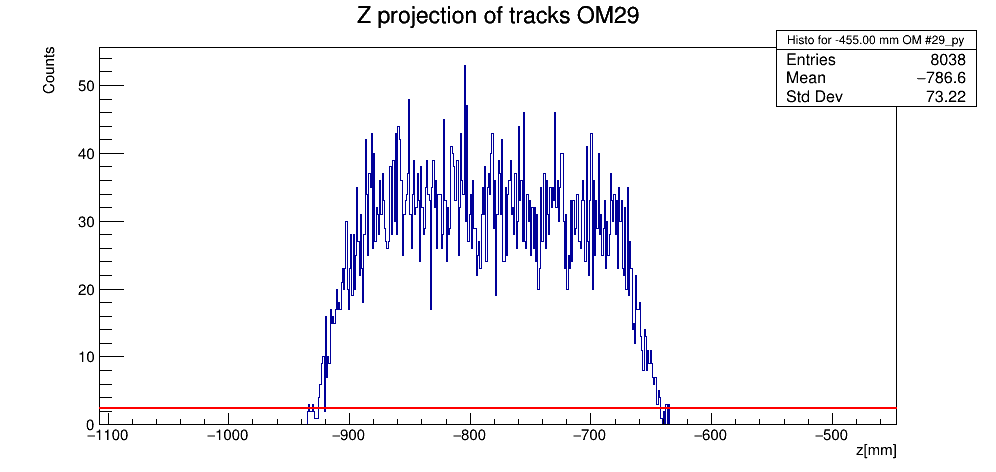 Z projection of tracks OM29
Histo for -455.00 mm OM #29_py
Entries 8038
Mean −786.6
Std Dev 73.22
Counts
50
40
30
20
10
0
−1100 −1000 −900 −800 −700 −600 −500
z[mm]